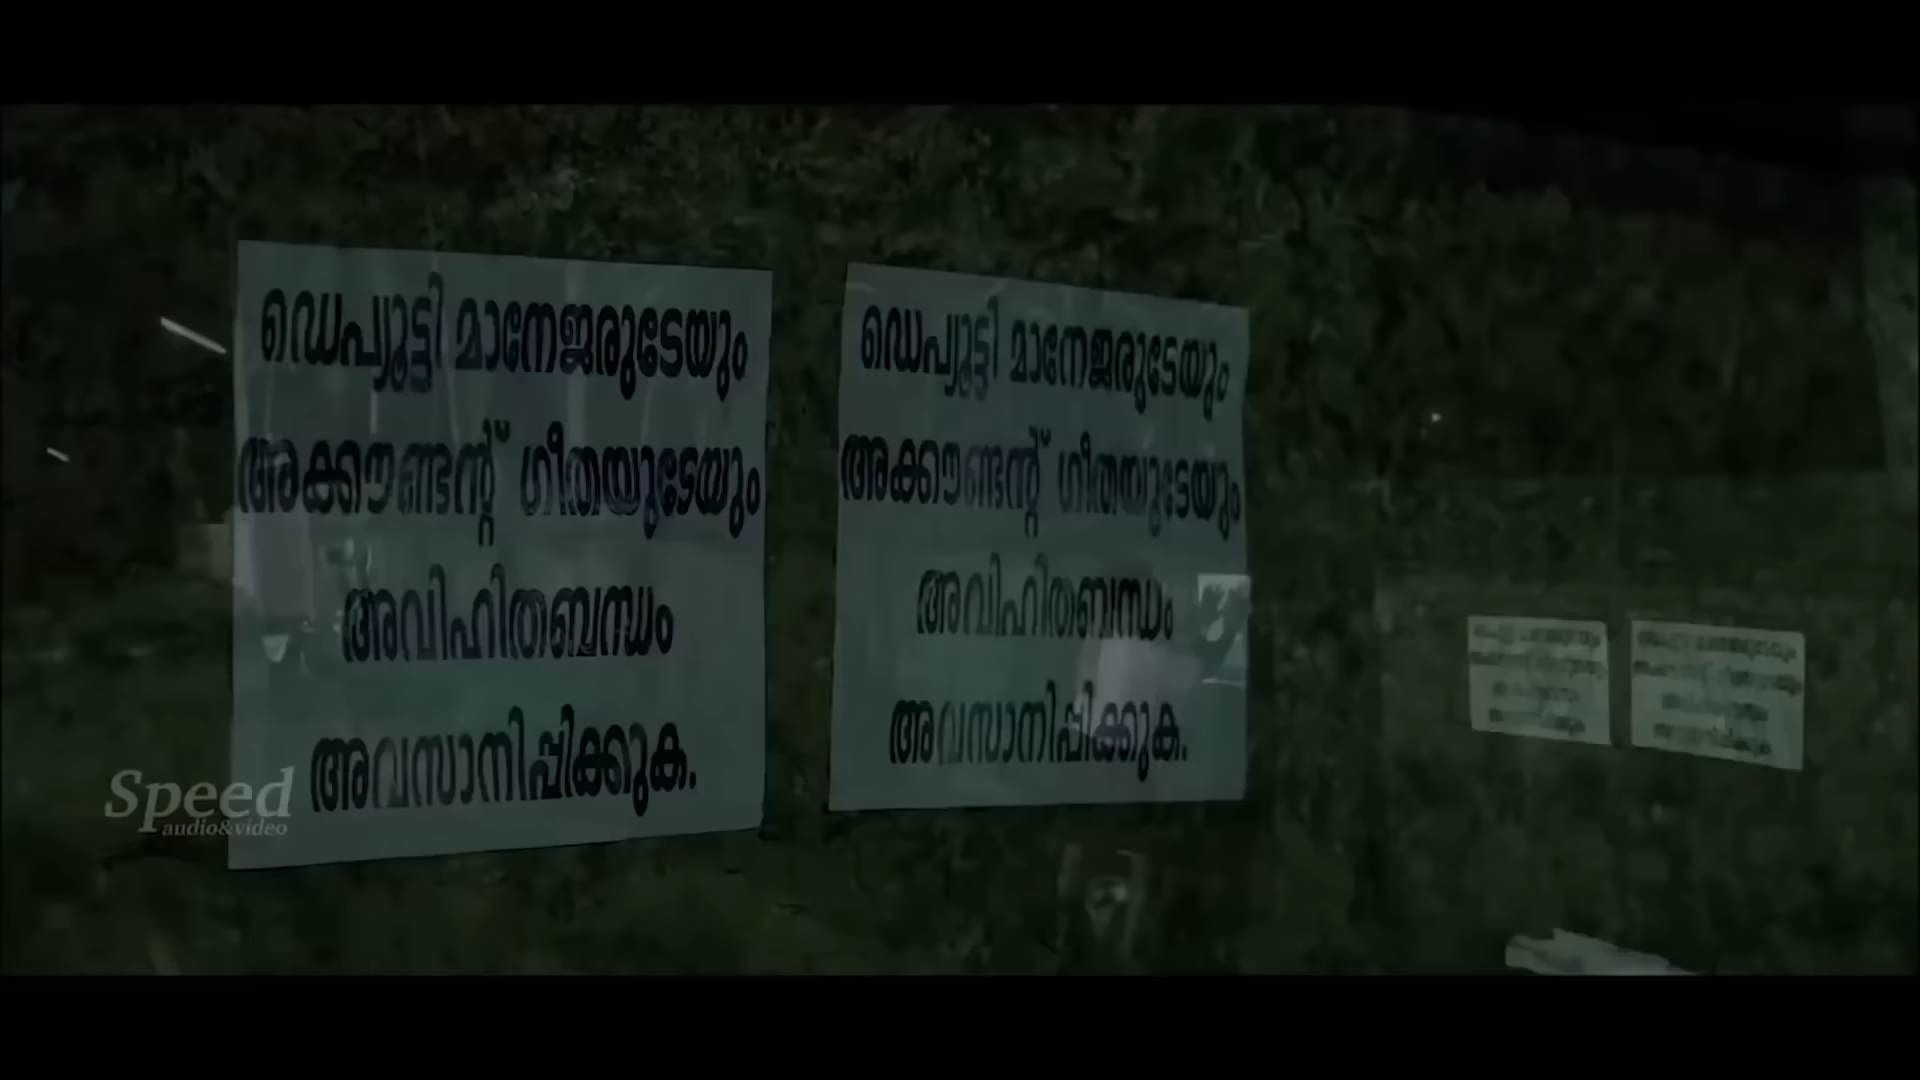 ഡെപ്യൂട്ടി മാനേജരുടേയും
അക്കൗണ്ടന്റ് ഗീതയുടേയും
അവിഹിതബന്ധം
അവസാനിപ്പിക്കുക.
ഡെപ്യൂട്ടി മാനേജരുടേയും
അക്കൗണ്ടന്റ് ഗീതയുടേയും
അവിഹിതബന്ധം
അവസാനിപ്പിക്കുക.
Speed
audio&video